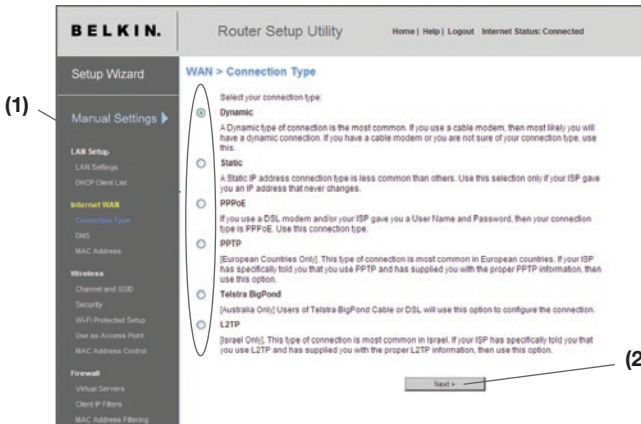 BELKIN. Router Setup Utility Home | Help | Logout Internet Status: Connected
Setup Wizard
Manual Settings
LAN Setup
LAN Settings
DHCP Client List
Internet WAN
Connection Type
DNS
MAC Address
Wireless
Channel and SSID
Security
Wi-Fi Protected Setup
Use as Access Point
MAC Address Control
Firewall
Virtual Servers
Client IP Filters
MAC Address Filtering
WAN > Connection Type
(1)
Select your connection type:
Dynamic
A Dynamic type of connection is the most common. If you use a cable modem, then most likely you will
have a dynamic connection. If you have a cable modem or you are not sure of your connection type, use
this.
Static
A Static IP address connection type is less common than others. Use this selection only if your ISP gave
you an IP address that never changes.
PPPoE
If you use a DSL modem and/or your ISP gave you a User Name and Password, then your connection
type is PPPoE. Use this connection type.
PPTP
[European Countries Only]. This type of connection is most common in European countries. If your ISP
has specifically told you that you use PPTP and has supplied you with the proper PPTP information, then
use this option.
Telstra BigPond
[Australia Only] Users of Telstra BigPond Cable or DSL will use this option to configure the connection.
L2TP
[Israel Only]. This type of connection is most common in Israel. If your ISP has specifically told you that
you use L2TP and has supplied you with the proper L2TP information, then use this option.
Next >
(2